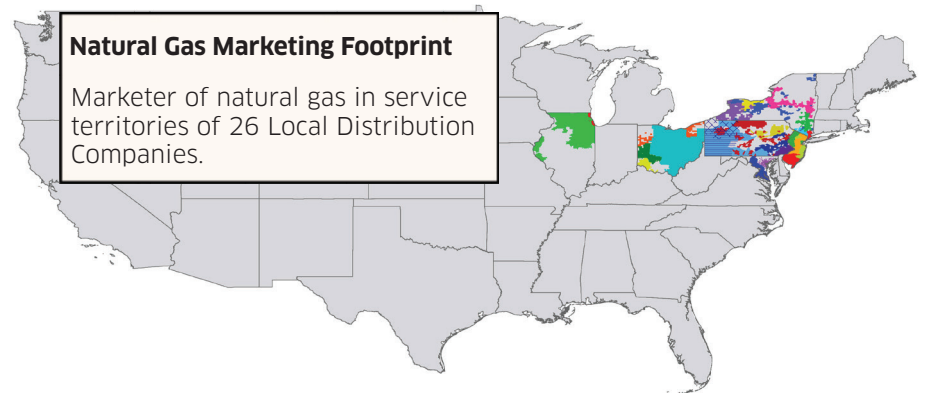 Natural Gas Marketing Footprint
Marketer of natural gas in service
territories of 26 Local Distribution
Companies.